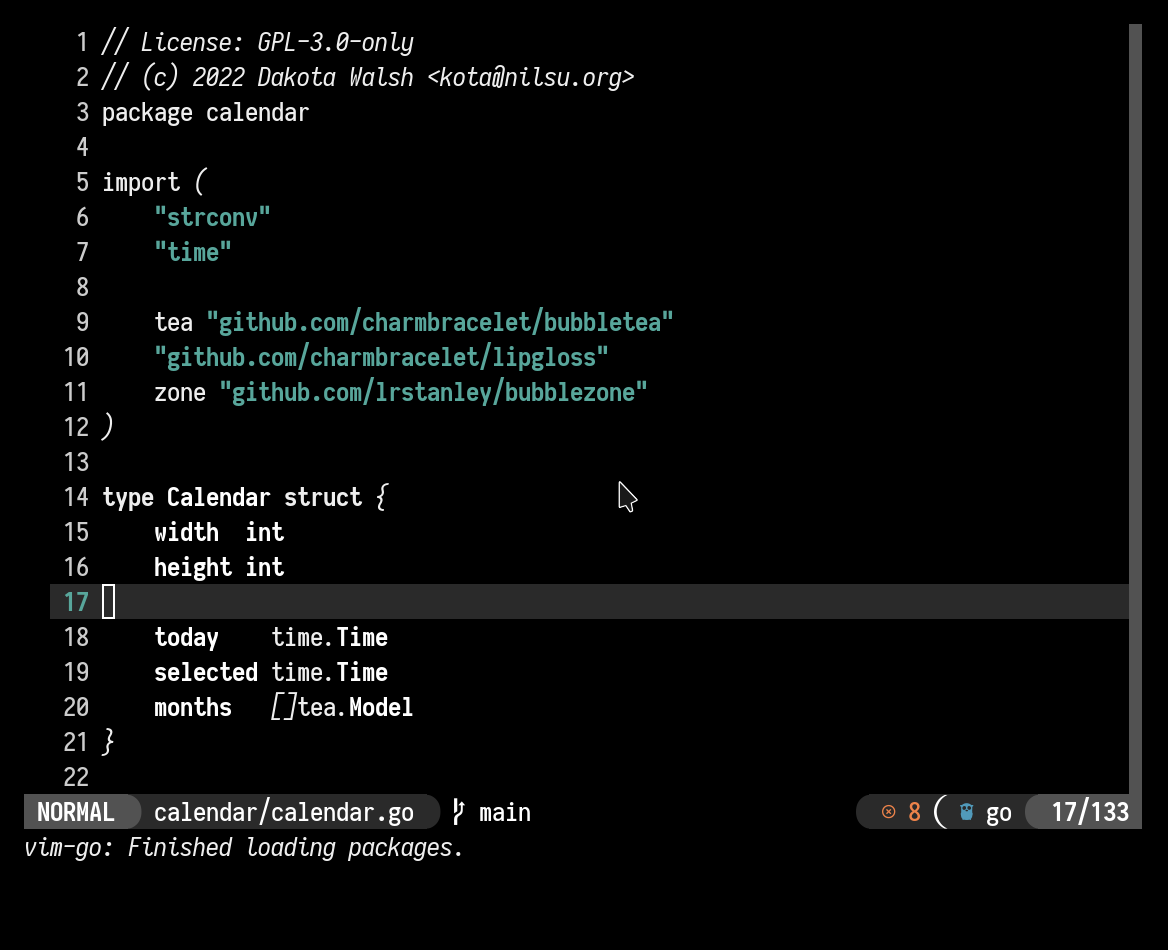 1 // License: GPL-3.0-only
2 // (c) 2022 Dakota Walsh <kota@nilsu.org>
3 package calendar
4
5 import (
6     "strconv"
7     "time"
8
9     tea "github.com/charmbracelet/bubbletea"
10     "github.com/charmbracelet/lipgloss"
11     zone "github.com/lrstanley/bubblezone"
12 )
13
14 type Calendar struct {
15     width  int
16     height int
17
18     today    time.Time
19     selected time.Time
20     months   []tea.Model
21 }
22
NORMAL calendar/calendar.go main 8 go 17/133
vim-go: Finished loading packages.